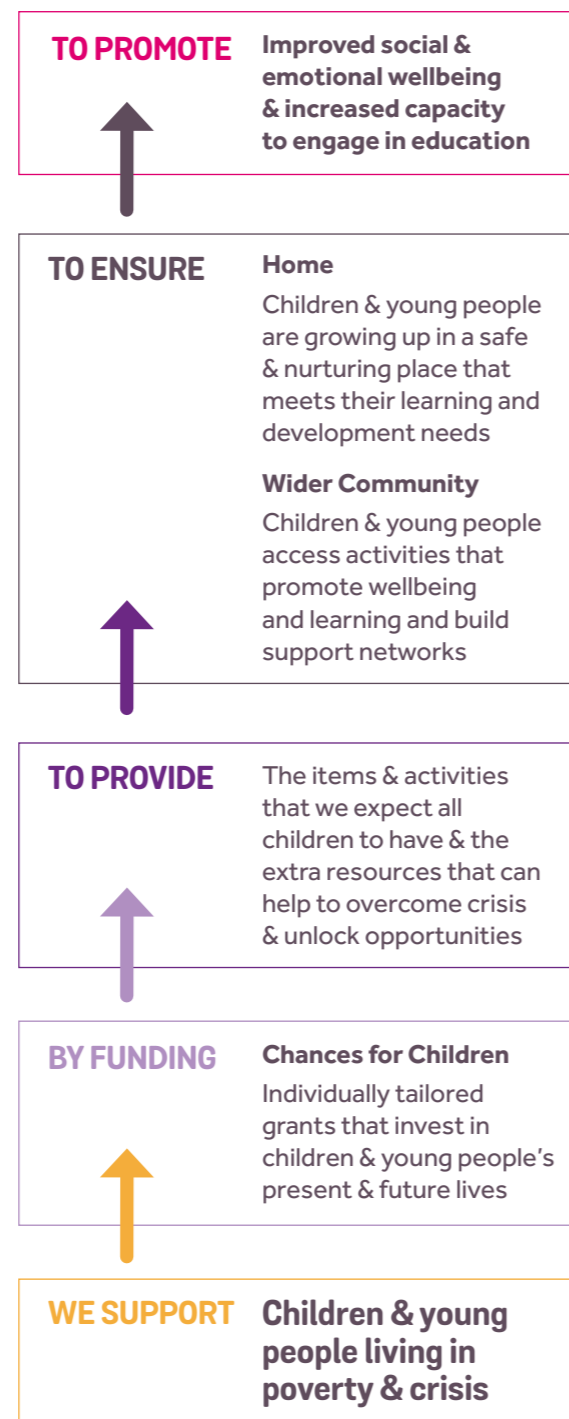 TO PROMOTE
Improved social &
emotional wellbeing
& increased capacity
to engage in education
TO ENSURE
Home
Children & young people
are growing up in a safe
& nurturing place that
meets their learning and
development needs
Wider Community
Children & young people
access activities that
promote wellbeing
and learning and build
support networks
TO PROVIDE
The items & activities
that we expect all
children to have & the
extra resources that can
help to overcome crisis
& unlock opportunities
BY FUNDING
Chances for Children
Individually tailored
grants that invest in
children & young people’s
present & future lives
WE SUPPORT
Children & young
people living in
poverty & crisis